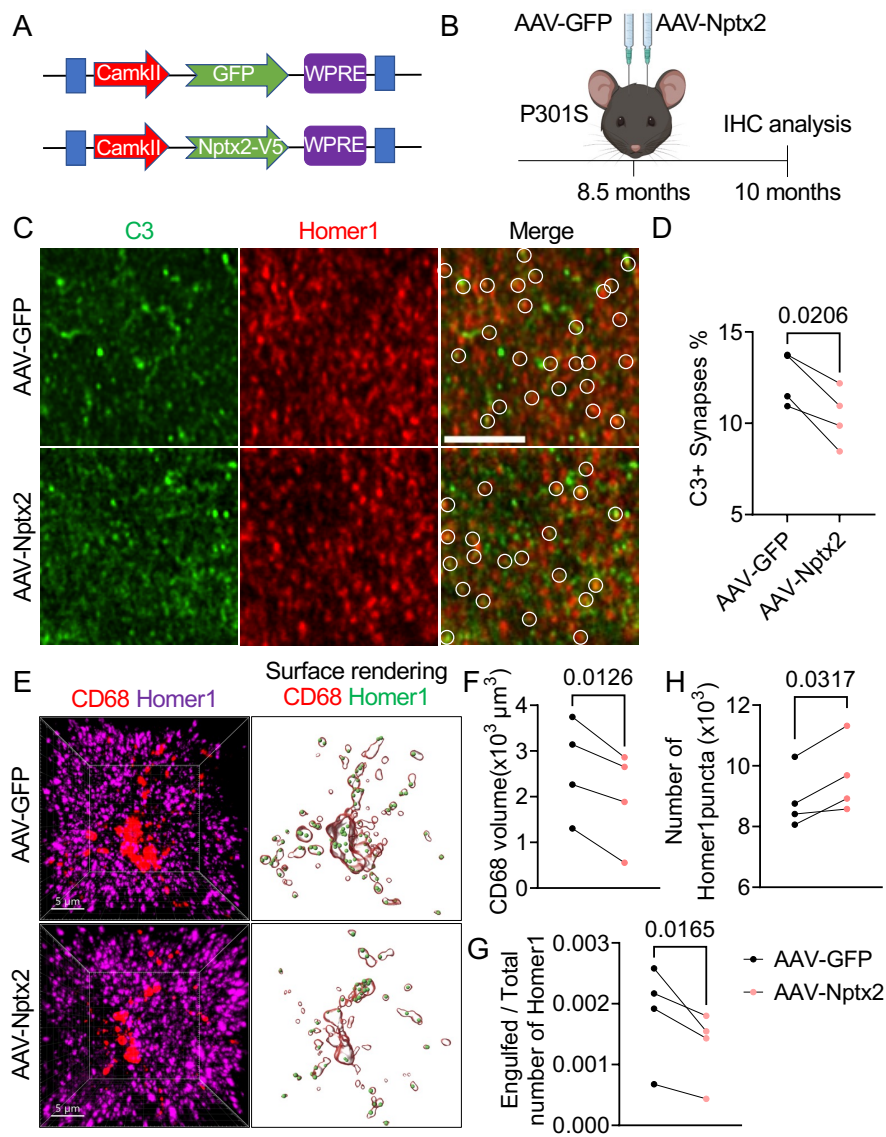 A
CamkII GFP WPRE
CamkII Nptx2-V5 WPRE
B
AAV-GFP AAV-Nptx2
P301S
IHC analysis
8.5 months 10 months
C
C3 Homer1 Merge
AAV-GFP
AAV-Nptx2
D
0.0206
C3+ Synapses %
15
10
5
AAV-GFP
AAV-Nptx2
E
CD68 Homer1
Surface rendering
CD68 Homer1
AAV-GFP
5 µm
AAV-Nptx2
5 µm
F
0.0126
CD68 volume(x10³ µm³)
4
3
2
1
0
H
0.0317
Number of
Homer1puncta (x10³)
12
10
8
6
G
0.0165
Engulfed / Total
number of Homer1
0.003
0.002
0.001
0.000
AAV-GFP
AAV-Nptx2